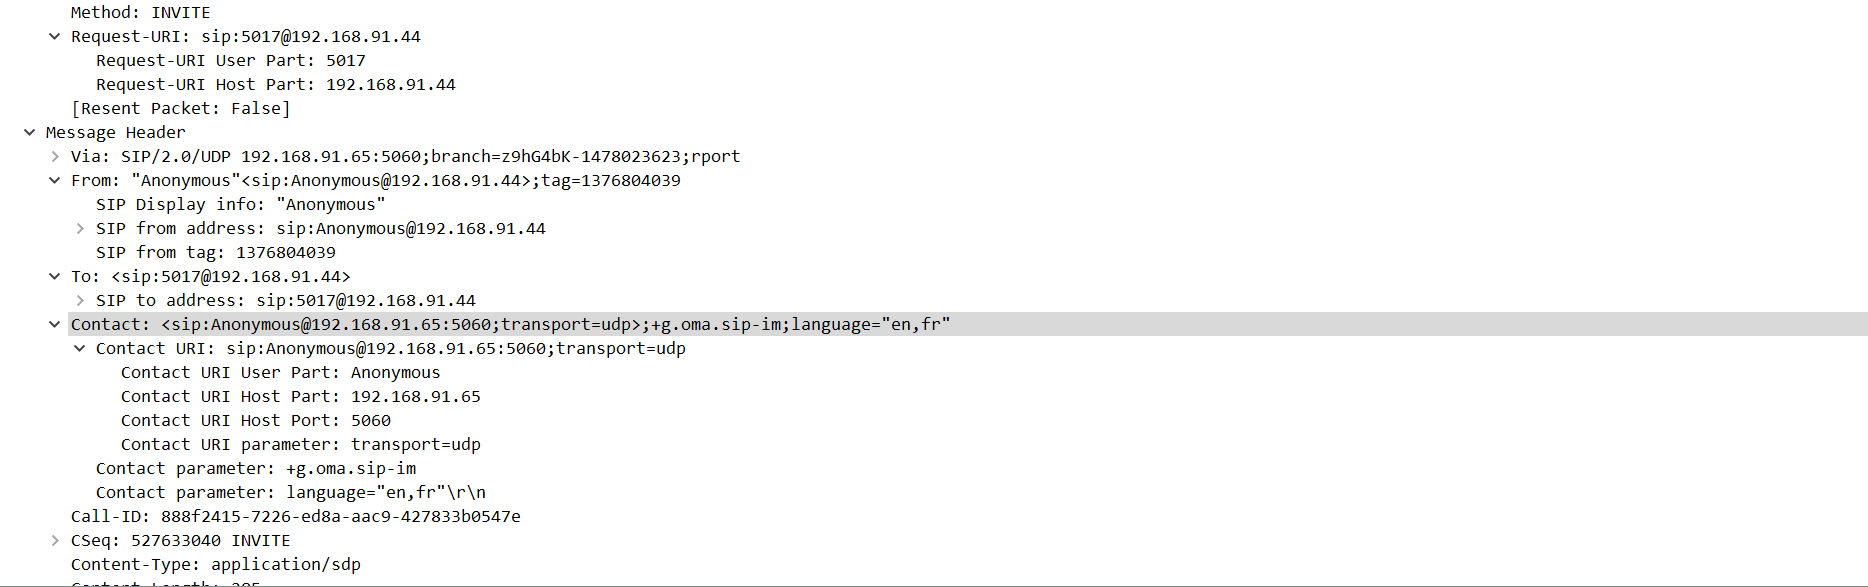 Method: INVITE
Request-URI: sip:5017@192.168.91.44
Request-URI User Part: 5017
Request-URI Host Part: 192.168.91.44
[Resent Packet: False]
Message Header
Via: SIP/2.0/UDP 192.168.91.65:5060;branch=z9hG4bK-1478023623;rport
From: "Anonymous"<sip:Anonymous@192.168.91.44>;tag=1376804039
SIP Display info: "Anonymous"
SIP from address: sip:Anonymous@192.168.91.44
SIP from tag: 1376804039
To: <sip:5017@192.168.91.44>
SIP to address: sip:5017@192.168.91.44
Contact: <sip:Anonymous@192.168.91.65:5060;transport=udp>;+g.oma.sip-im;language="en,fr"
Contact URI: sip:Anonymous@192.168.91.65:5060;transport=udp
Contact URI User Part: Anonymous
Contact URI Host Part: 192.168.91.65
Contact URI Host Port: 5060
Contact URI parameter: transport=udp
Contact parameter: +g.oma.sip-im
Contact parameter: language="en,fr"\r\n
Call-ID: 888f2415-7226-ed8a-aac9-427833b0547e
CSeq: 527633040 INVITE
Content-Type: application/sdp